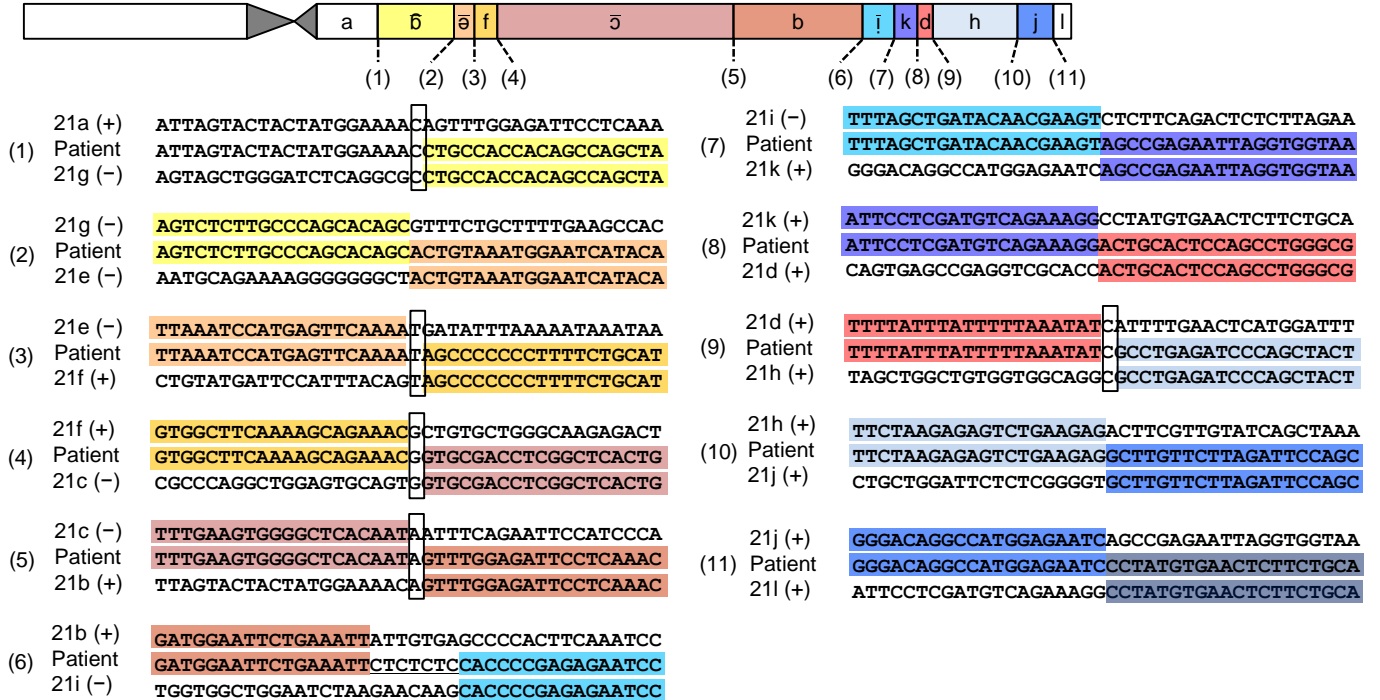 a ƃ̄ ə̄ f ɔ̄ b ı̣̄ k d h j l
(1) (2) (3) (4) (5) (6) (7) (8) (9) (10) (11)
(1)
21a (+) ATTAGTACTACTATGGAAAACAGTTTGGAGATTCCTCAAA
Patient ATTAGTACTACTATGGAAAACCTGCCACCACAGCCAGCTA
21g (−) AGTAGCTGGGATCTCAGGCGCCTGCCACCACAGCCAGCTA
(2)
21g (−) AGTCTCTTGCCCAGCACAGCGTTTCTGCTTTTGAAGCCAC
Patient AGTCTCTTGCCCAGCACAGCACTGTAAATGGAATCATACA
21e (−) AATGCAGAAAAGGGGGGGCTACTGTAAATGGAATCATACA
(3)
21e (−) TTAAATCCATGAGTTCAAAATGATATTTAAAAATAAATAA
Patient TTAAATCCATGAGTTCAAAATAGCCCCCCCTTTTCTGCAT
21f (+) CTGTATGATTCCATTTACAGTAGCCCCCCCTTTTCTGCAT
(4)
21f (+) GTGGCTTCAAAAGCAGAAACGCTGTGCTGGGCAAGAGACT
Patient GTGGCTTCAAAAGCAGAAACGGTGCGACCTCGGCTCACTG
21c (−) CGCCCAGGCTGGAGTGCAGTGGTGCGACCTCGGCTCACTG
(5)
21c (−) TTTGAAGTGGGGCTCACAATAATTTCAGAATTCCATCCCA
Patient TTTGAAGTGGGGCTCACAATAGTTTGGAGATTCCTCAAAC
21b (+) TTAGTACTACTATGGAAAACAGTTTGGAGATTCCTCAAAC
(6)
21b (+) GATGGAATTCTGAAATTATTGTGAGCCCCACTTCAAATCC
Patient GATGGAATTCTGAAATTCTCTCTCCACCCCGAGAGAATCC
21i (−) TGGTGGCTGGAATCTAAGAACAAGCACCCCGAGAGAATCC
(7)
21i (−) TTTAGCTGATACAACGAAGTCTCTTCAGACTCTCTTAGAA
Patient TTTAGCTGATACAACGAAGTAGCCGAGAATTAGGTGGTAA
21k (+) GGGACAGGCCATGGAGAATCAGCCGAGAATTAGGTGGTAA
(8)
21k (+) ATTCCTCGATGTCAGAAAGGCCTATGTGAACTCTTCTGCA
Patient ATTCCTCGATGTCAGAAAGGACTGCACTCCAGCCTGGGCG
21d (+) CAGTGAGCCGAGGTCGCACCACTGCACTCCAGCCTGGGCG
(9)
21d (+) TTTTATTTATTTTTAAATATCATTTTGAACTCATGGATTT
Patient TTTTATTTATTTTTAAATATCGCCTGAGATCCCAGCTACT
21h (+) TAGCTGGCTGTGGTGGCAGGCGCCTGAGATCCCAGCTACT
(10)
21h (+) TTCTAAGAGAGTCTGAAGAGACTTCGTTGTATCAGCTAAA
Patient TTCTAAGAGAGTCTGAAGAGGCTTGTTCTTAGATTCCAGC
21j (+) CTGCTGGATTCTCTCGGGGTGCTTGTTCTTAGATTCCAGC
(11)
21j (+) GGGACAGGCCATGGAGAATCAGCCGAGAATTAGGTGGTAA
Patient GGGACAGGCCATGGAGAATCCCTATGTGAACTCTTCTGCA
21l (+) ATTCCTCGATGTCAGAAAGGCCTATGTGAACTCTTCTGCA